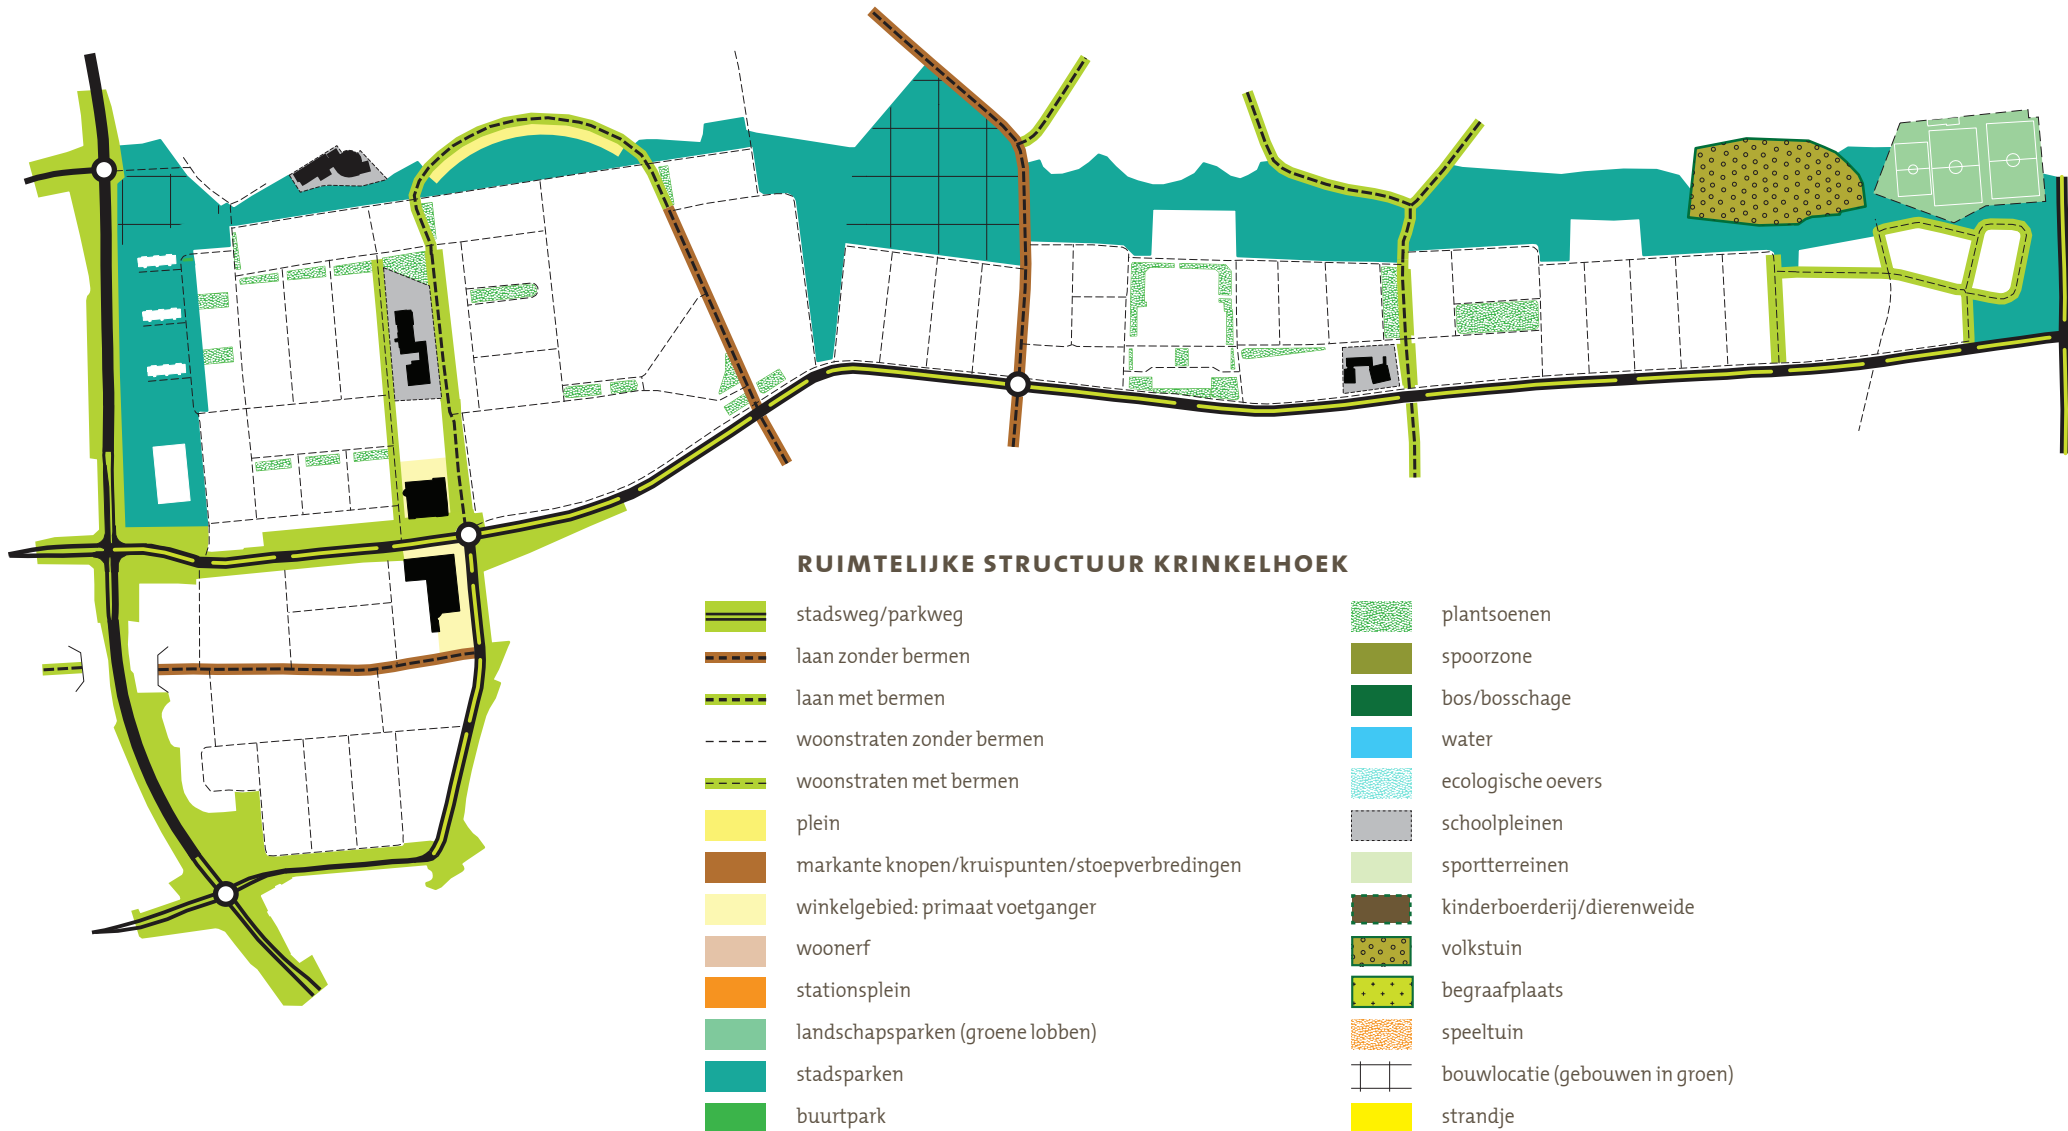 RUIMTELIJKE STRUCTUUR KRINKELHOEK
stadsweg/parkweg
laan zonder bermen
laan met bermen
woonstraten zonder bermen
woonstraten met bermen
plein
markante knopen/kruispunten/stoepverbredingen
winkelgebied: primaat voetganger
woonerf
stationsplein
landschapsparken (groene lobben)
stadsparken
buurtpark
plantsoenen
spoorzone
bos/bosschage
water
ecologische oevers
schoolpleinen
sportterreinen
kinderboerderij/dierenweide
volkstuin
begraafplaats
speeltuin
bouwlocatie (gebouwen in groen)
strandje